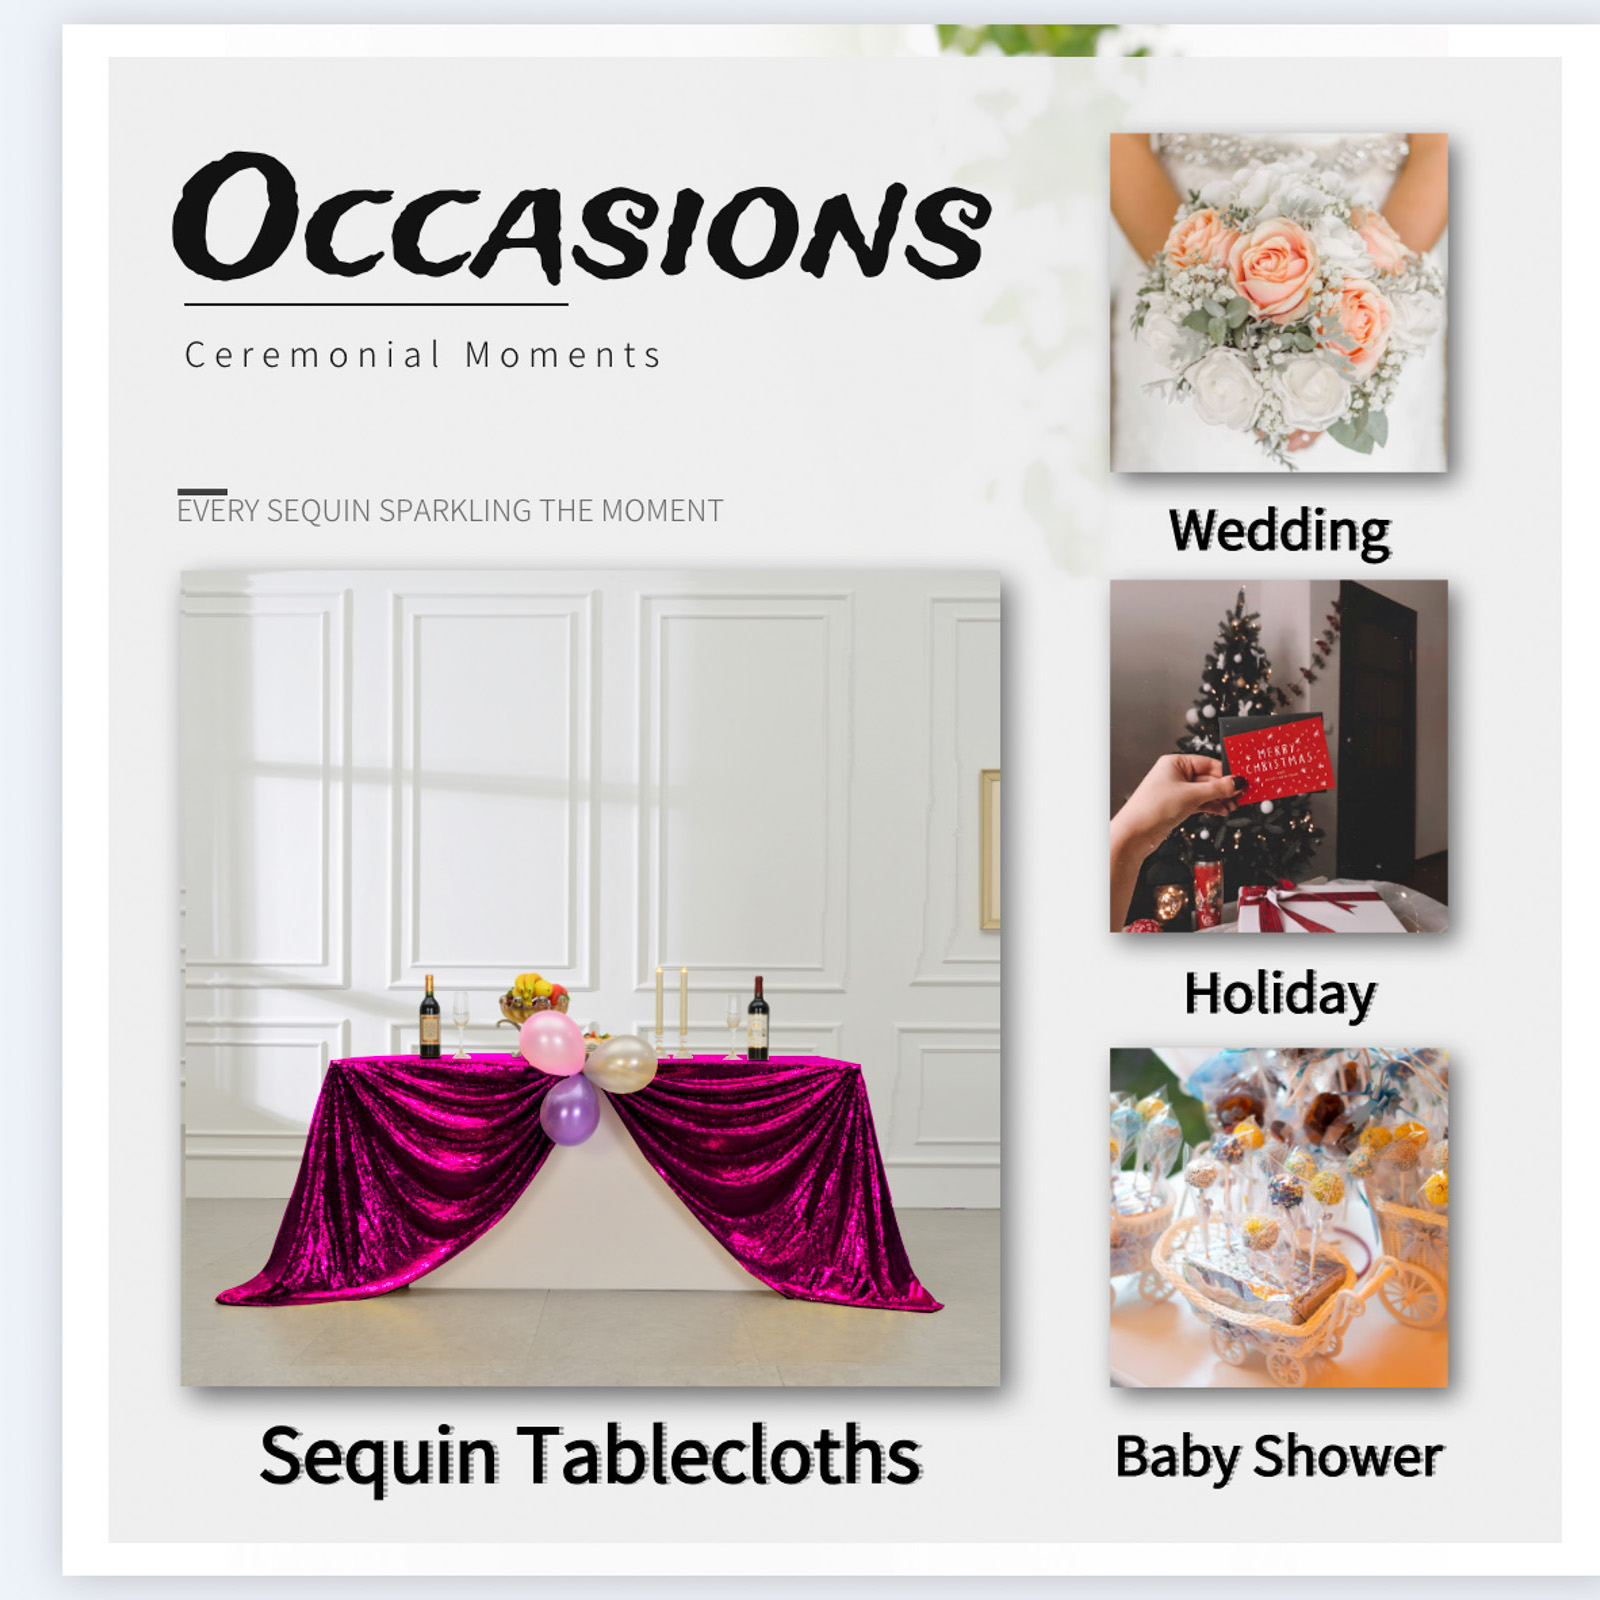 OCCASIONS
Ceremonial Moments
EVERY SEQUIN SPARKLING THE MOMENT
Wedding
MERRY
CHRISTMAS
Holiday
Sequin Tablecloths
Baby Shower